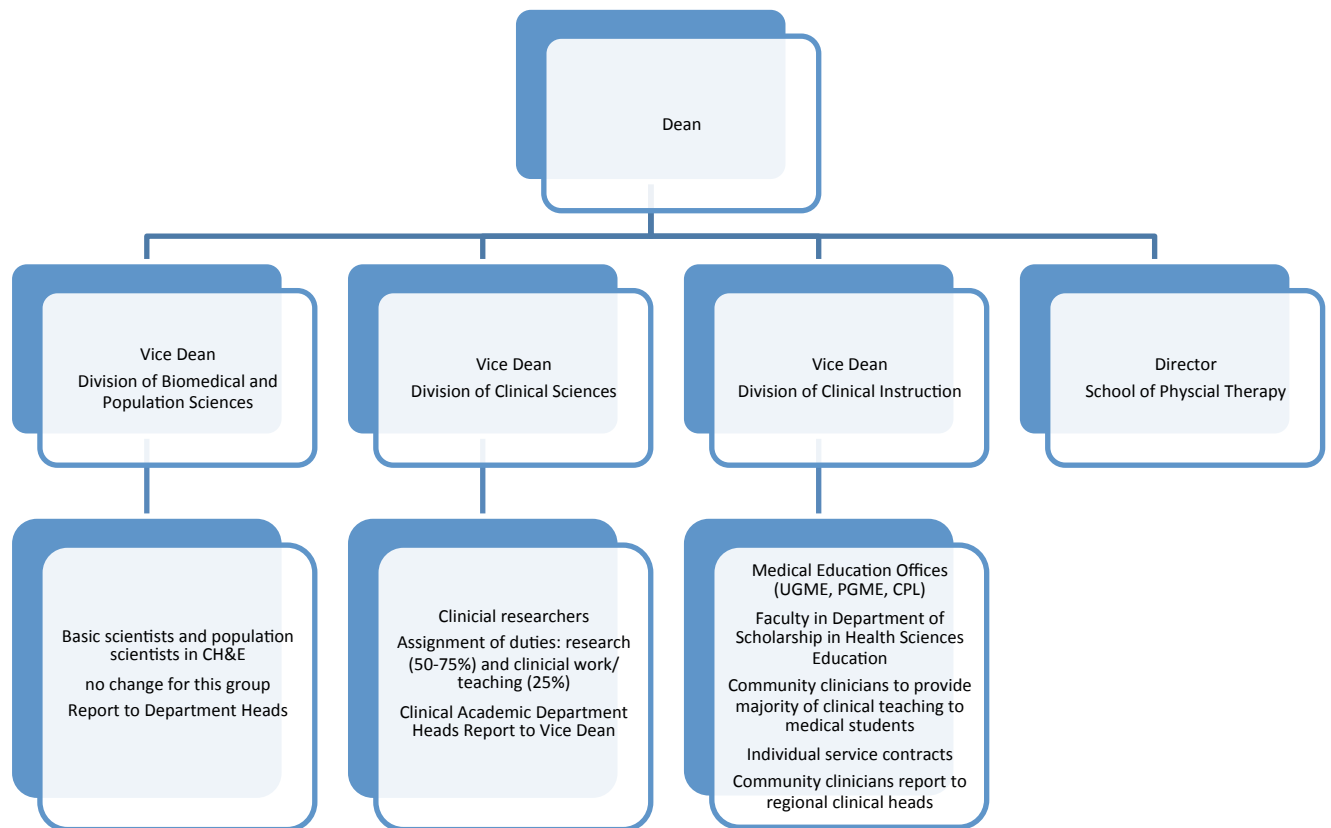 Dean
Vice Dean
Division of Biomedical and
Population Sciences
Vice Dean
Division of Clinical Sciences
Vice Dean
Division of Clinical Instruction
Director
School of Physcial Therapy
Basic scientists and population
scientists in CH&E
no change for this group
Report to Department Heads
Clinicial researchers
Assignment of duties: research
(50-75%) and clinicial work/
teaching (25%)
Clinical Academic Department
Heads Report to Vice Dean
Medical Education Offices
(UGME, PGME, CPL)
Faculty in Department of
Scholarship in Health Sciences
Education
Community clinicians to provide
majority of clinical teaching to
medical students
Individual service contracts
Community clinicians report to
regional clinical heads